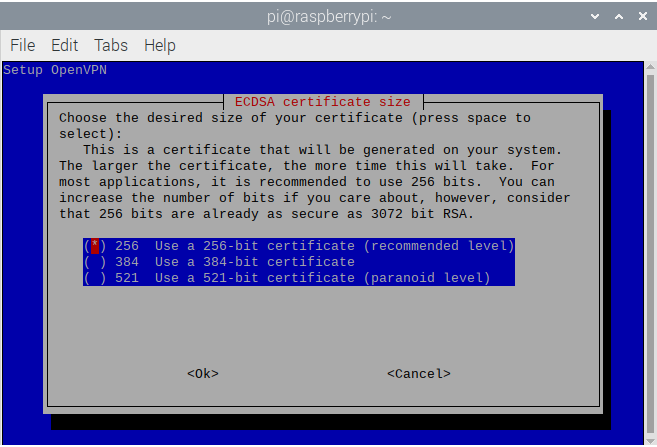 pi@raspberrypi: ~
File Edit Tabs Help
Setup OpenVPN
ECDSA certificate size
Choose the desired size of your certificate (press space to
select):
This is a certificate that will be generated on your system.
The larger the certificate, the more time this will take. For
most applications, it is recommended to use 256 bits. You can
increase the number of bits if you care about, however, consider
that 256 bits are already as secure as 3072 bit RSA.
(*) 256 Use a 256-bit certificate (recommended level)
( ) 384 Use a 384-bit certificate
( ) 521 Use a 521-bit certificate (paranoid level)
<Ok> <Cancel>